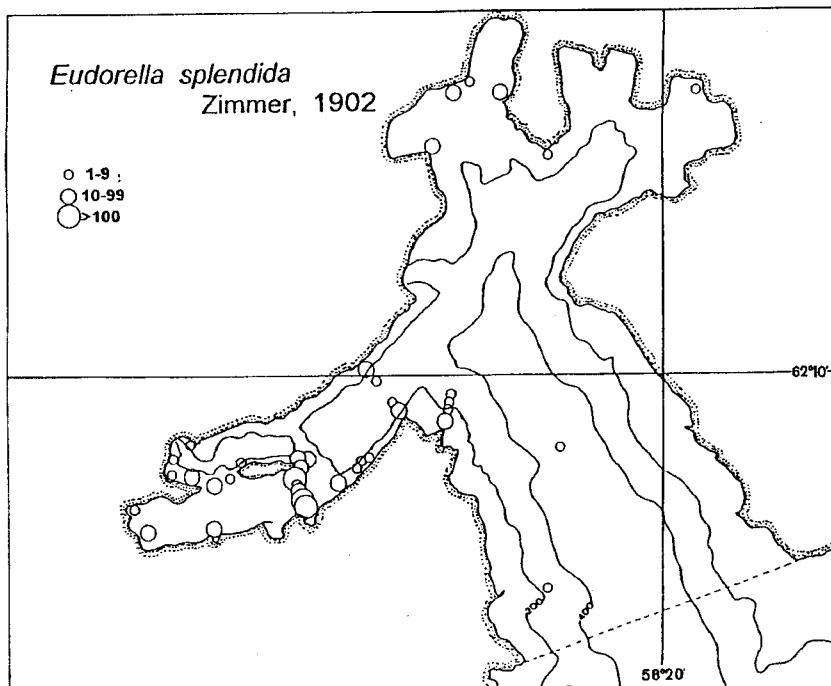 Eudorella splendida
Zimmer, 1902
1-9
10-99
>100
62°10'
58°20'